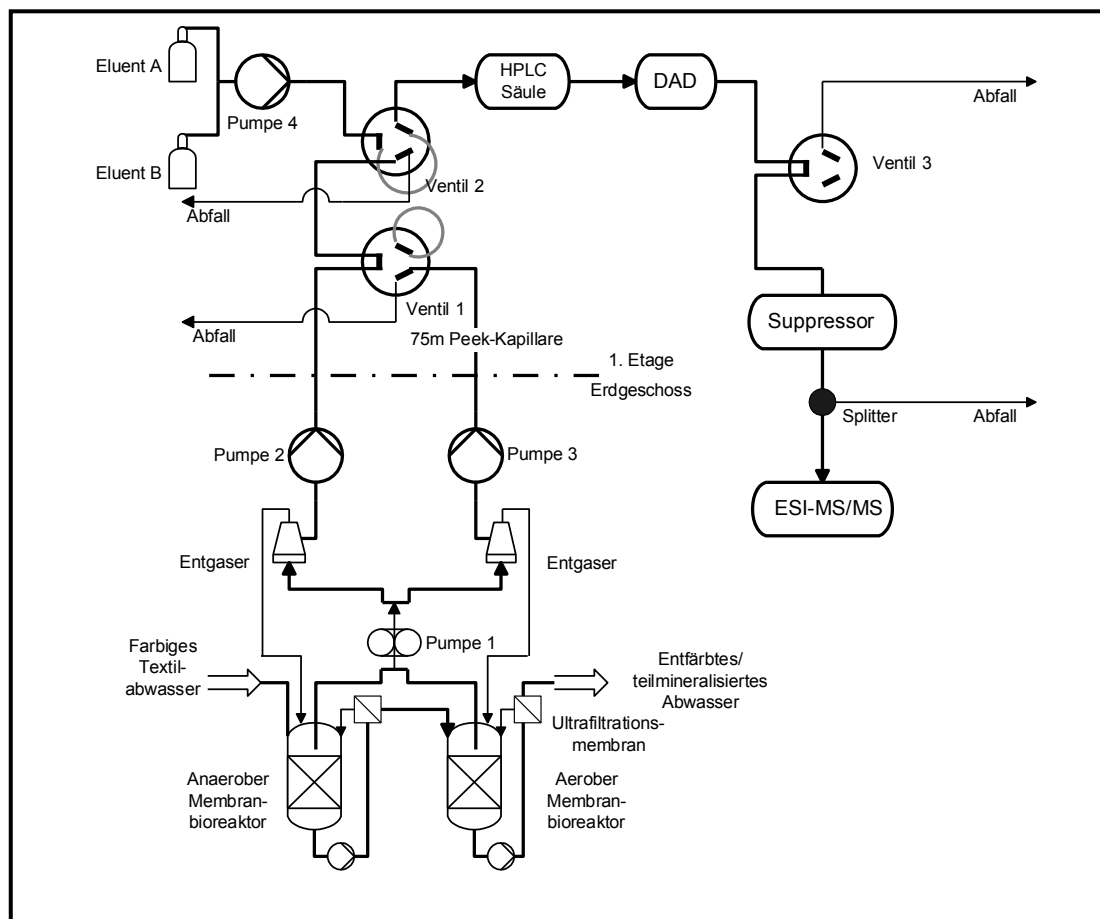 Eluent A
Eluent B
Pumpe 4
HPLC
Säule
DAD
Abfall
Ventil 3
Ventil 2
Abfall
Ventil 1
Abfall
75m Peek-Kapillare
1. Etage
Erdgeschoss
Suppressor
Splitter
Abfall
ESI-MS/MS
Pumpe 2
Pumpe 3
Entgaser
Entgaser
Pumpe 1
Farbiges
Textil-
abwasser
Entfärbtes/
teilmineralisiertes
Abwasser
Ultrafiltrations-
membran
Anaerober
Membran-
bioreaktor
Aerober
Membran-
bioreaktor